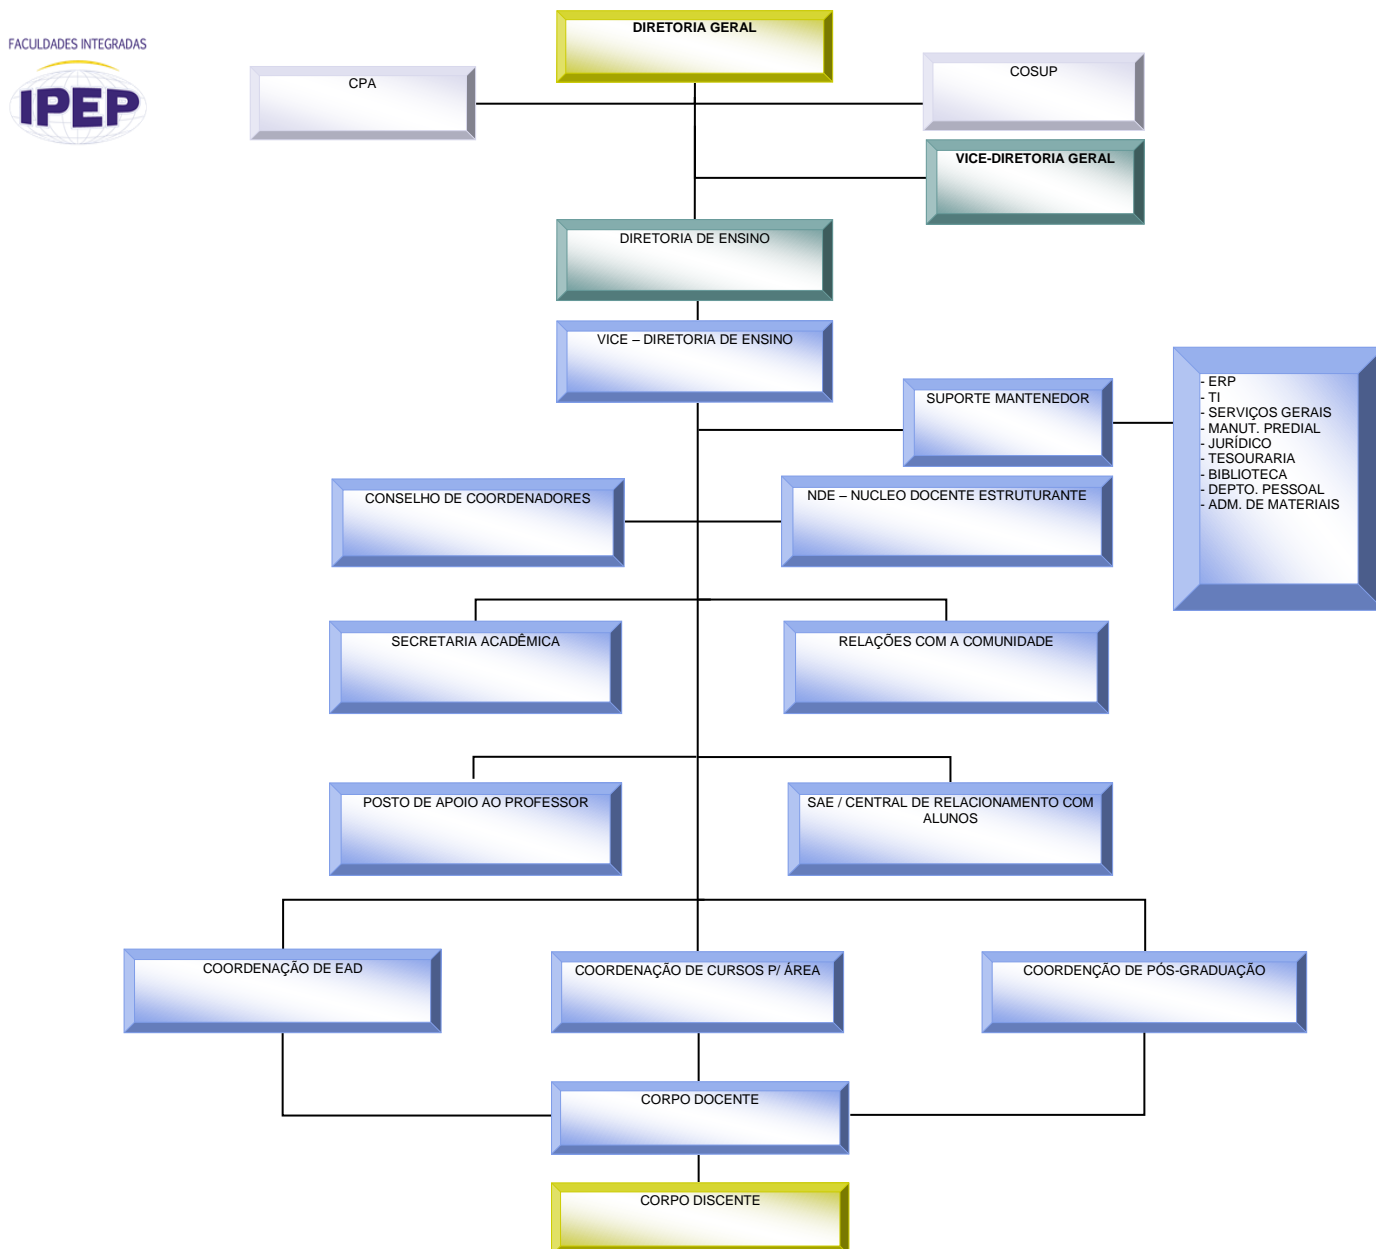 DIRETORIA GERAL
FACULDADES INTEGRADAS
IPEP
CPA
COSUP
VICE-DIRETORIA GERAL
DIRETORIA DE ENSINO
VICE – DIRETORIA DE ENSINO
SUPORTE MANTENEDOR
- ERP
- TI
- SERVIÇOS GERAIS
- MANUT. PREDIAL
- JURÍDICO
- TESOURARIA
- BIBLIOTECA
- DEPTO. PESSOAL
- ADM. DE MATERIAIS
CONSELHO DE COORDENADORES
NDE – NUCLEO DOCENTE ESTRUTURANTE
SECRETARIA ACADÊMICA
RELAÇÕES COM A COMUNIDADE
POSTO DE APOIO AO PROFESSOR
SAE / CENTRAL DE RELACIONAMENTO COM
ALUNOS
COORDENAÇÃO DE EAD
COORDENAÇÃO DE CURSOS P/ ÁREA
COORDENÇÃO DE PÓS-GRADUAÇÃO
CORPO DOCENTE
CORPO DISCENTE